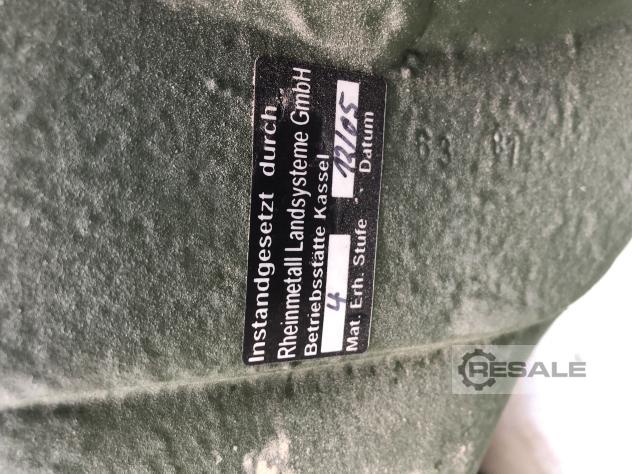 Instandgesetzt durch
Rheinmetall Landsysteme GmbH
Betriebsstätte Kassel
4 12/05
Mat. Erh. Stufe Datum
RESALE